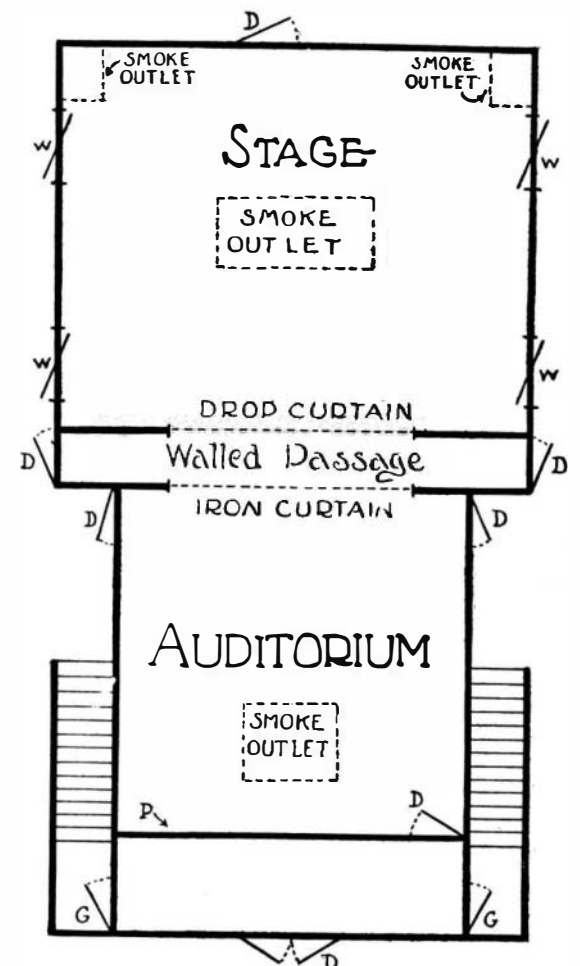 D
SMOKE
OUTLET
SMOKE
OUTLET
W
W
STAGE
SMOKE
OUTLET
W
W
DROP CURTAIN
D
Walled Passage
D
IRON CURTAIN
D
D
AUDITORIUM
SMOKE
OUTLET
P
D
G
G
D